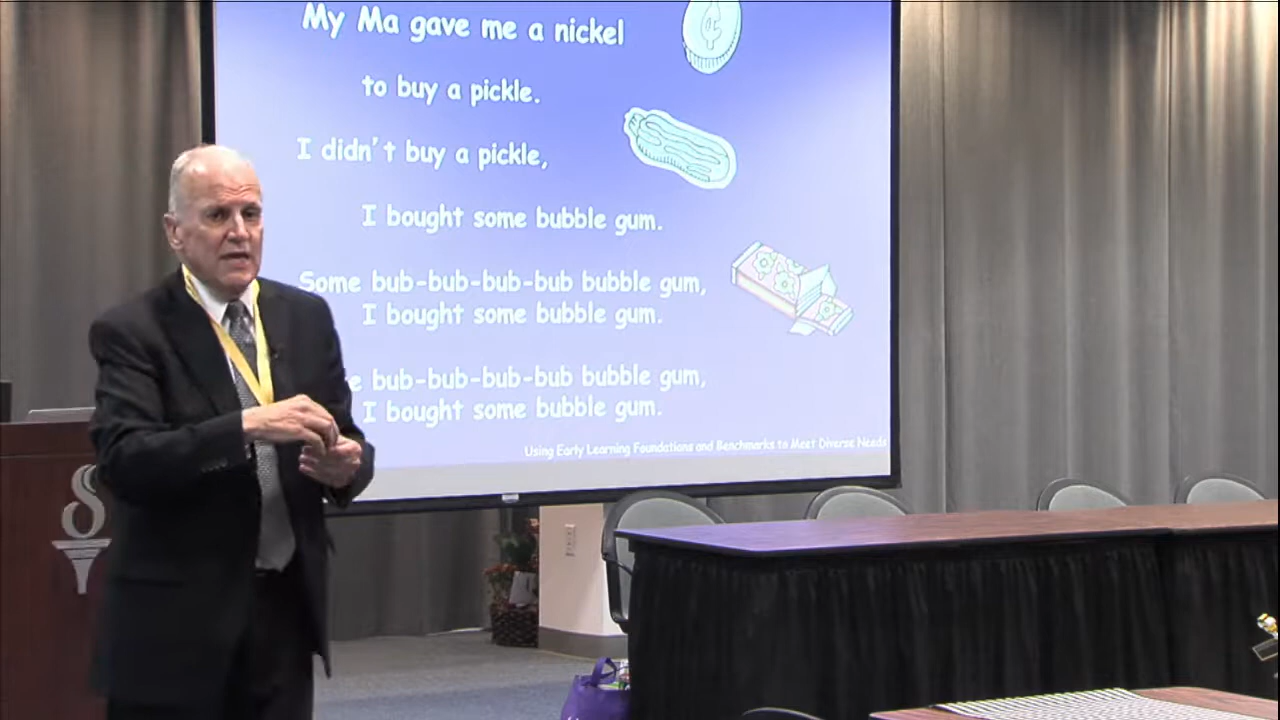 My Ma gave me a nickel
to buy a pickle.
I didn't buy a pickle,
I bought some bubble gum.
Some bub-bub-bub-bub bubble gum,
I bought some bubble gum.
bub-bub-bub-bub bubble gum,
I bought some bubble gum.
Using Early Learning Foundations and Benchmarks to Meet Diverse Needs